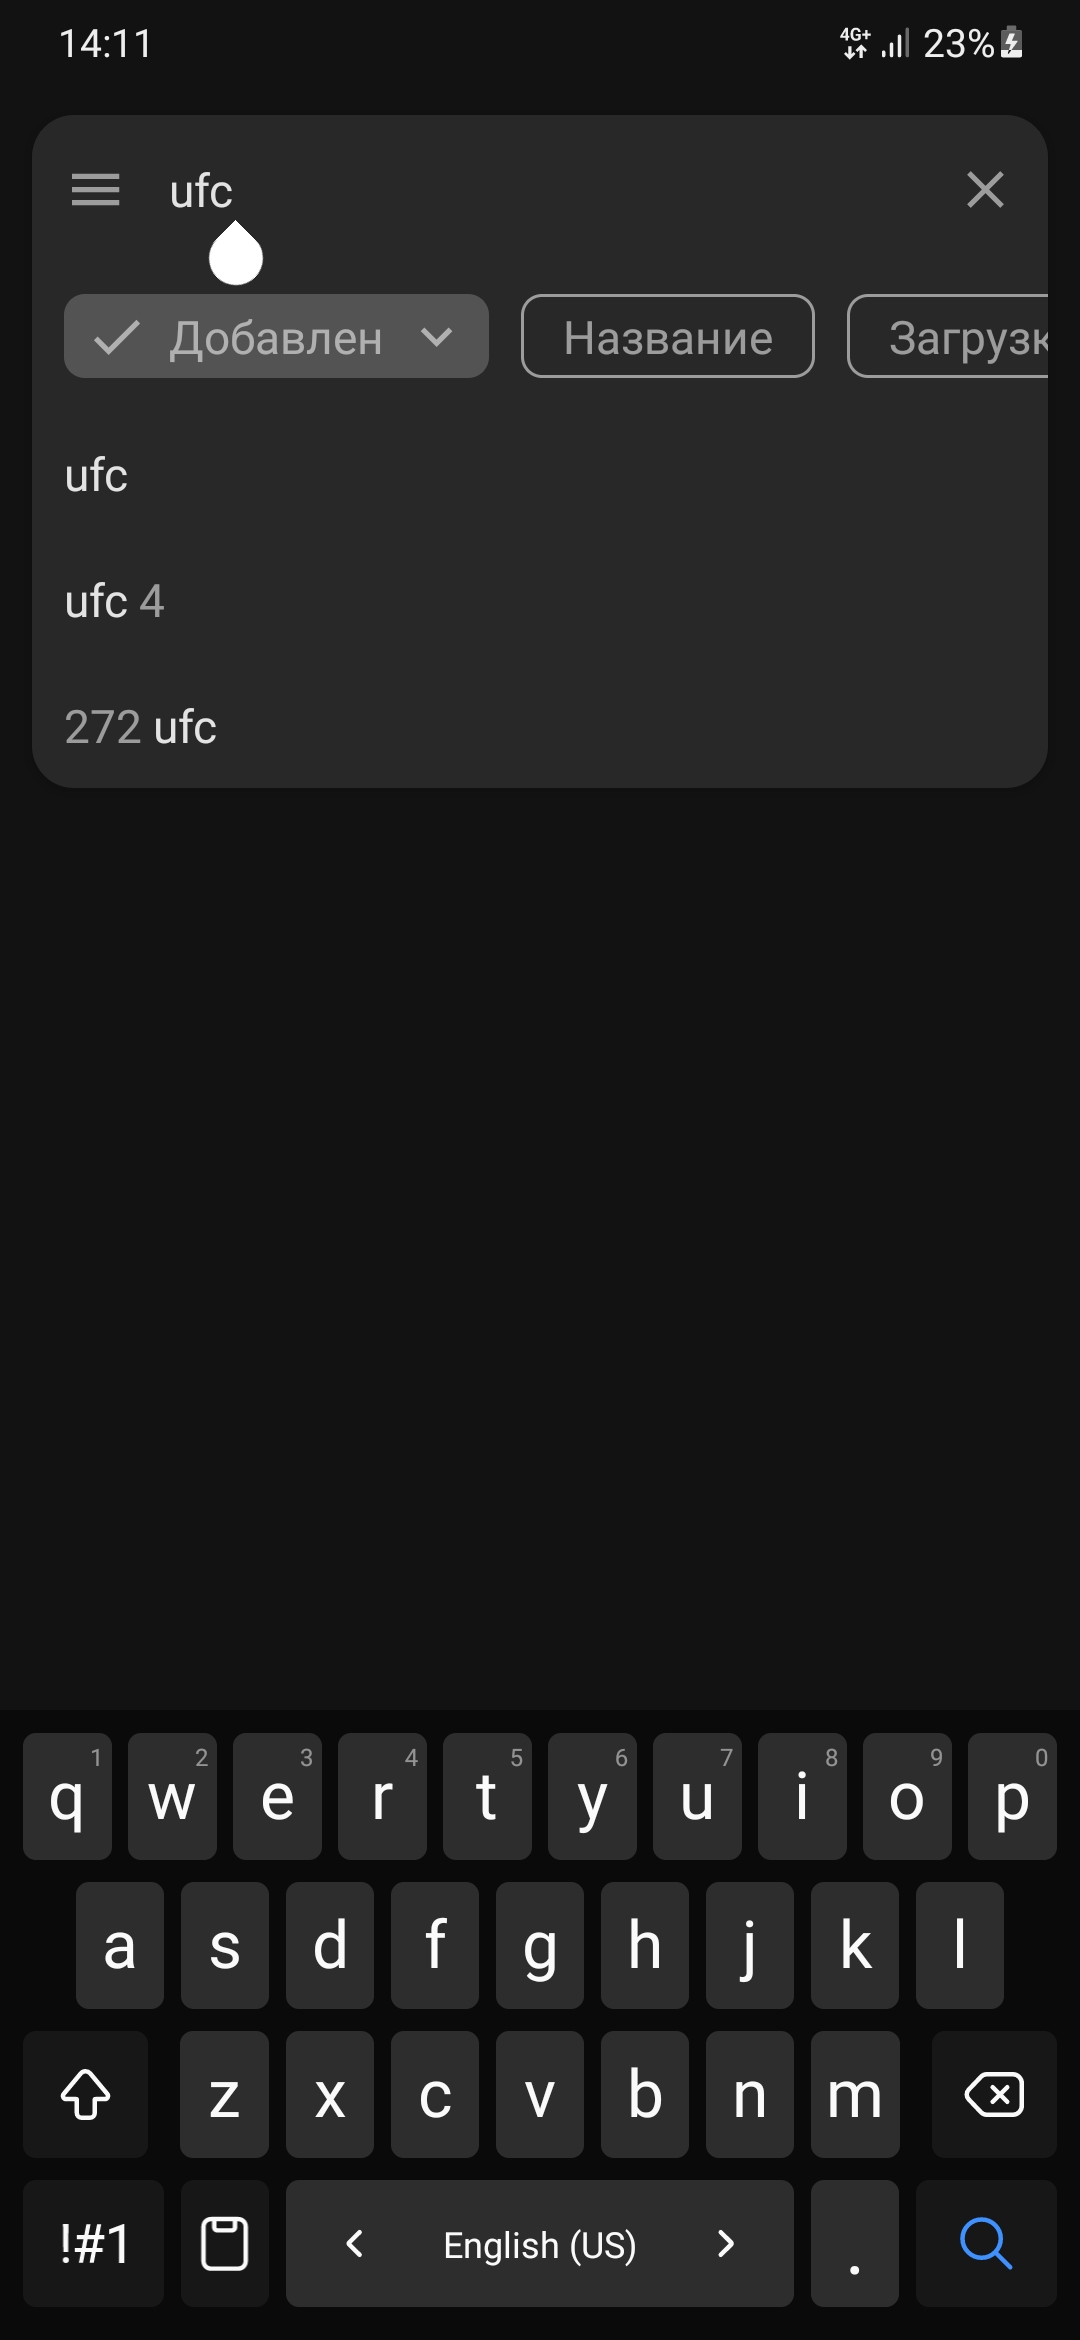 14:11 4G+ 23%
ufc
Добавлен Название Загрузк
ufc
ufc 4
272 ufc
1 2 3 4 5 6 7 8 9 0
q w e r t y u i o p
a s d f g h j k l
z x c v b n m
!#1 English (US) .